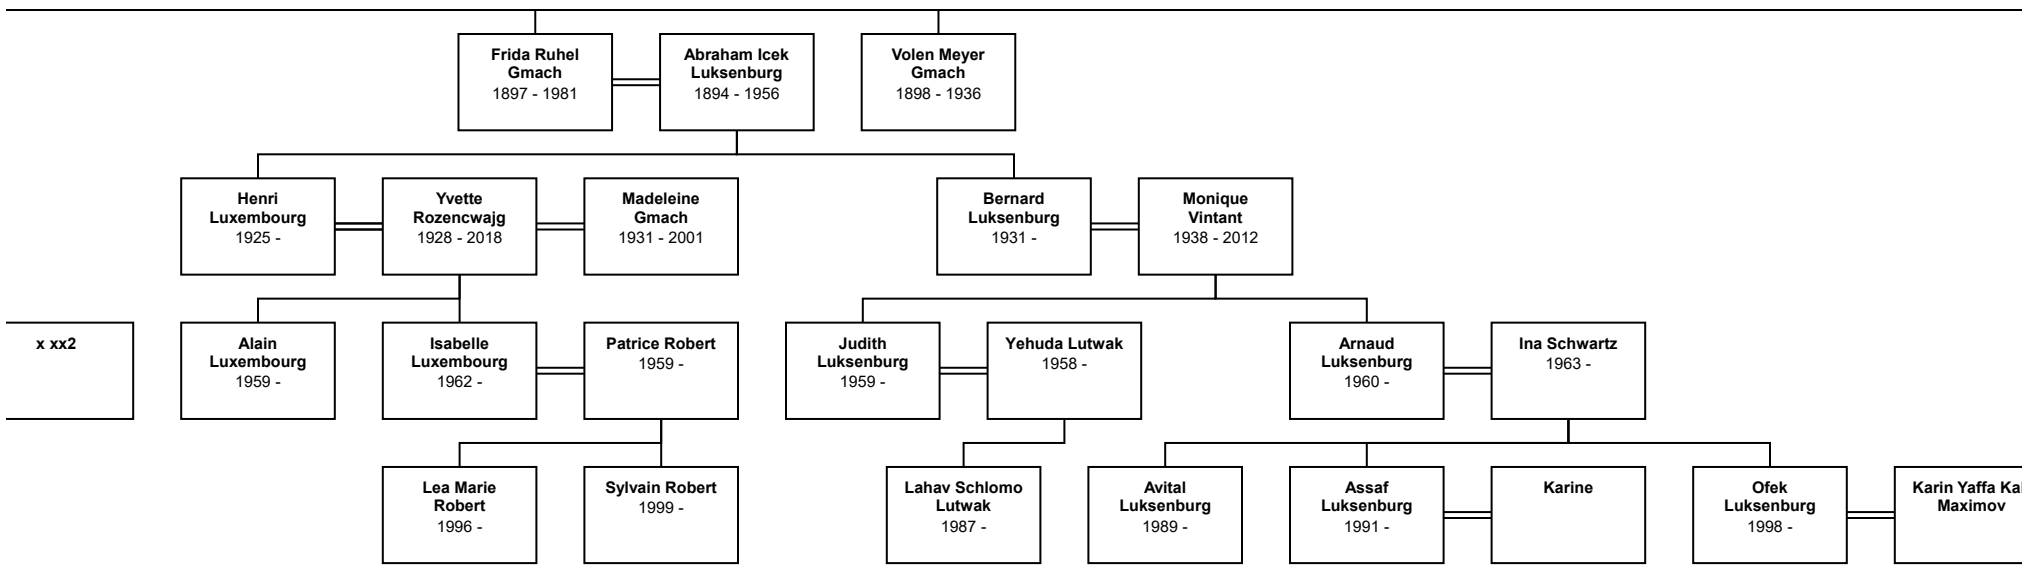 Frida Ruhel
Gmach
1897 - 1981
Abraham Icek
Luksenburg
1894 - 1956
Volen Meyer
Gmach
1898 - 1936
Henri
Luxembourg
1925 -
Yvette
Rozencwajg
1928 - 2018
Madeleine
Gmach
1931 - 2001
Bernard
Luksenburg
1931 -
Monique
Vintant
1938 - 2012
x xx2
Alain
Luxembourg
1959 -
Isabelle
Luxembourg
1962 -
Patrice Robert
1959 -
Judith
Luksenburg
1959 -
Yehuda Lutwak
1958 -
Arnaud
Luksenburg
1960 -
Ina Schwartz
1963 -
Lea Marie
Robert
1996 -
Sylvain Robert
1999 -
Lahav Schlomo
Lutwak
1987 -
Avital
Luksenburg
1989 -
Assaf
Luksenburg
1991 -
Karine
Ofek
Luksenburg
1998 -
Karin Yaffa
Maximov